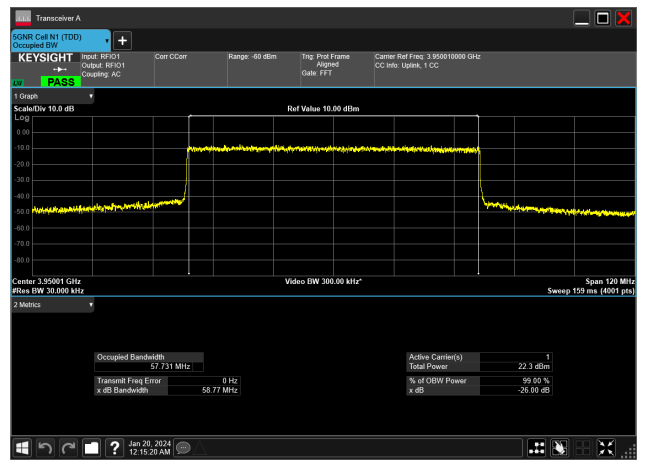 Transceiver A
5GNR Cell N1 (TDD)
Occupied BW
KEYSIGHT
Input: RFIO1
Output: RFIO1
Coupling: AC
Corr CCorr
Range: -60 dBm
Trig: Prot Frame
Aligned
Gate: FFT
Carrier Ref Freq: 3.950010000 GHz
CC Info: Uplink, 1 CC
PASS
1 Graph
Scale/Div 10.0 dB
Ref Value 10.00 dBm
Log
0.00
-10.0
-20.0
-30.0
-40.0
-50.0
-60.0
-70.0
-80.0
Center 3.95001 GHz
Video BW 300.00 kHz*
Span 120 MHz
#Res BW 30.000 kHz
Sweep 159 ms (4001 pts)
2 Metrics
Occupied Bandwidth
57.731 MHz
Transmit Freq Error 0 Hz
x dB Bandwidth 58.77 MHz
Active Carrier(s) 1
Total Power 22.3 dBm
% of OBW Power 99.00 %
x dB -26.00 dB
Jan 20, 2024
12:15:20 AM